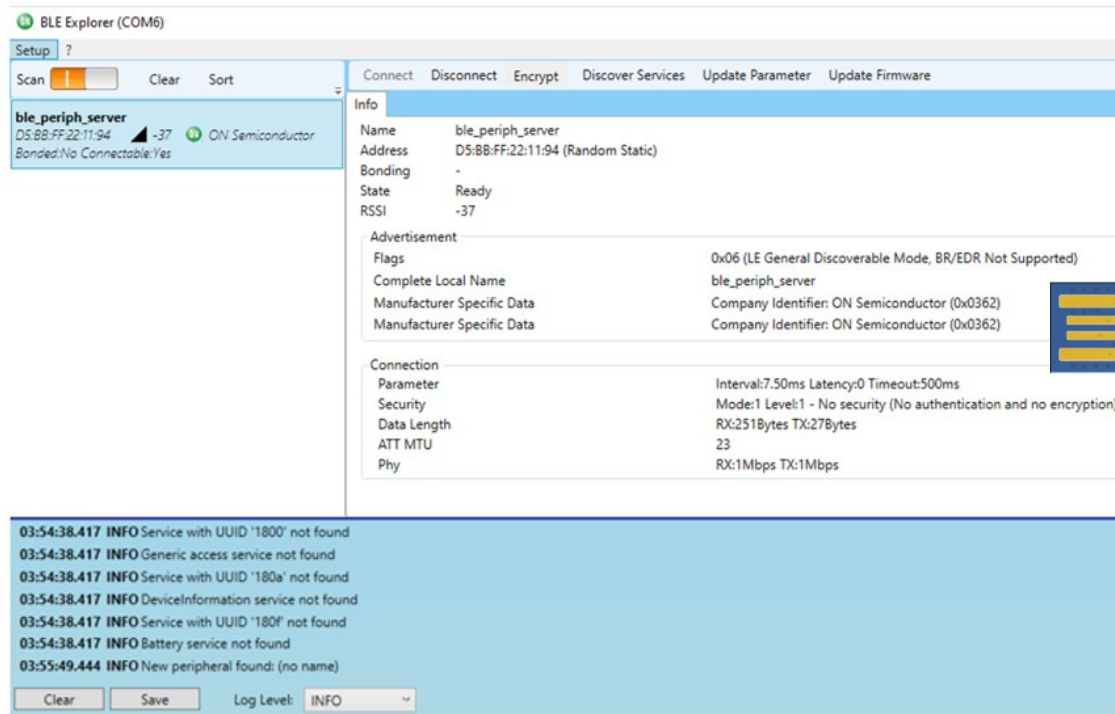 BLE Explorer (COM6)
Setup ?
Scan Clear Sort
ble_periph_server
D5:BB:FF:22:11:94 -37 ON Semiconductor
Bonded:No Connectable:Yes
Connect Disconnect Encrypt Discover Services Update Parameter Update Firmware
Info
Name ble_periph_server
Address D5:BB:FF:22:11:94 (Random Static)
Bonding -
State Ready
RSSI -37
Advertisement
Flags 0x06 (LE General Discoverable Mode, BR/EDR Not Supported)
Complete Local Name ble_periph_server
Manufacturer Specific Data Company Identifier: ON Semiconductor (0x0362)
Manufacturer Specific Data Company Identifier: ON Semiconductor (0x0362)
Connection
Parameter Interval:7.50ms Latency:0 Timeout:500ms
Security Mode:1 Level:1 - No security (No authentication and no encryption)
Data Length RX:251Bytes TX:27Bytes
ATT MTU 23
Phy RX:1Mbps TX:1Mbps
03:54:38.417 INFO Service with UUID '1800' not found
03:54:38.417 INFO Generic access service not found
03:54:38.417 INFO Service with UUID '180a' not found
03:54:38.417 INFO DeviceInformation service not found
03:54:38.417 INFO Service with UUID '180f' not found
03:54:38.417 INFO Battery service not found
03:55:49.444 INFO New peripheral found: (no name)
Clear Save Log Level: INFO